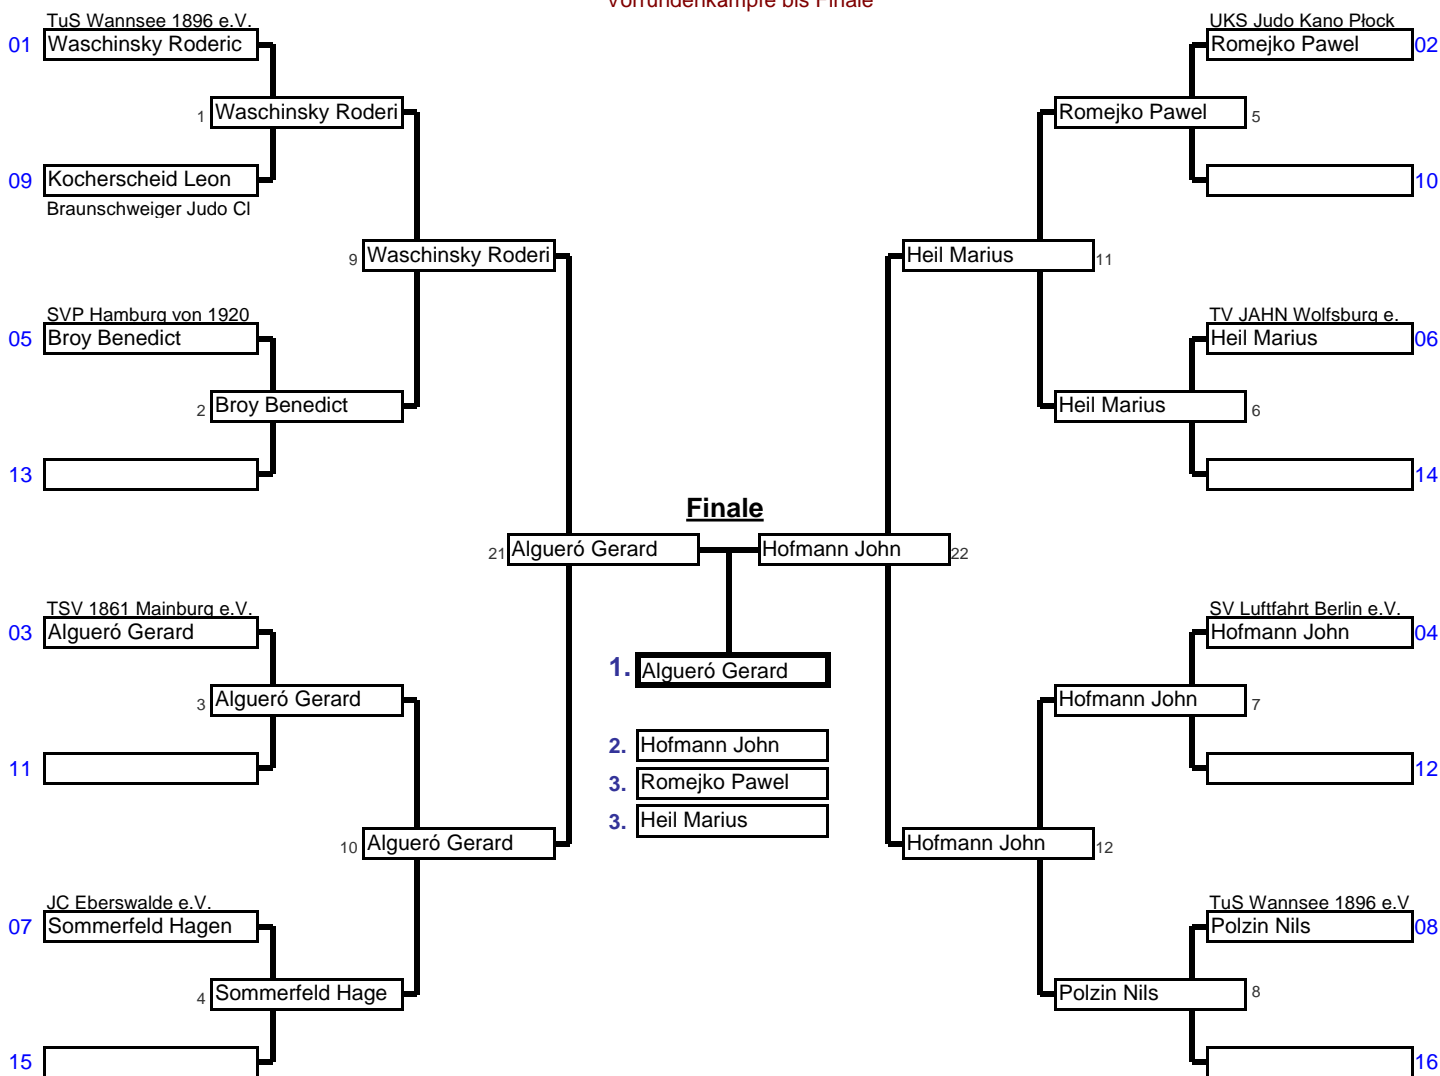 Vorrundenkämpfe bis Finale
TuS Wannsee 1896 e.V.
01 Waschinsky Roderic
1 Waschinsky Roderi
09 Kocherscheid Leon
Braunschweiger Judo Cl
9 Waschinsky Roderi
SVP Hamburg von 1920
05 Broy Benedict
2 Broy Benedict
13
21 Algueró Gerard
TSV 1861 Mainburg e.V.
03 Algueró Gerard
3 Algueró Gerard
11
10 Algueró Gerard
JC Eberswalde e.V.
07 Sommerfeld Hagen
4 Sommerfeld Hage
15
Finale
1. Algueró Gerard
2. Hofmann John
3. Romejko Pawel
3. Heil Marius
UKS Judo Kano Płock
Romejko Pawel 02
Romejko Pawel 5
10
Heil Marius 11
TV JAHN Wolfsburg e.
Heil Marius 06
Heil Marius 6
14
Hofmann John 22
SV Luftfahrt Berlin e.V.
Hofmann John 04
Hofmann John 7
12
Hofmann John 12
TuS Wannsee 1896 e.V
Polzin Nils 08
Polzin Nils 8
16